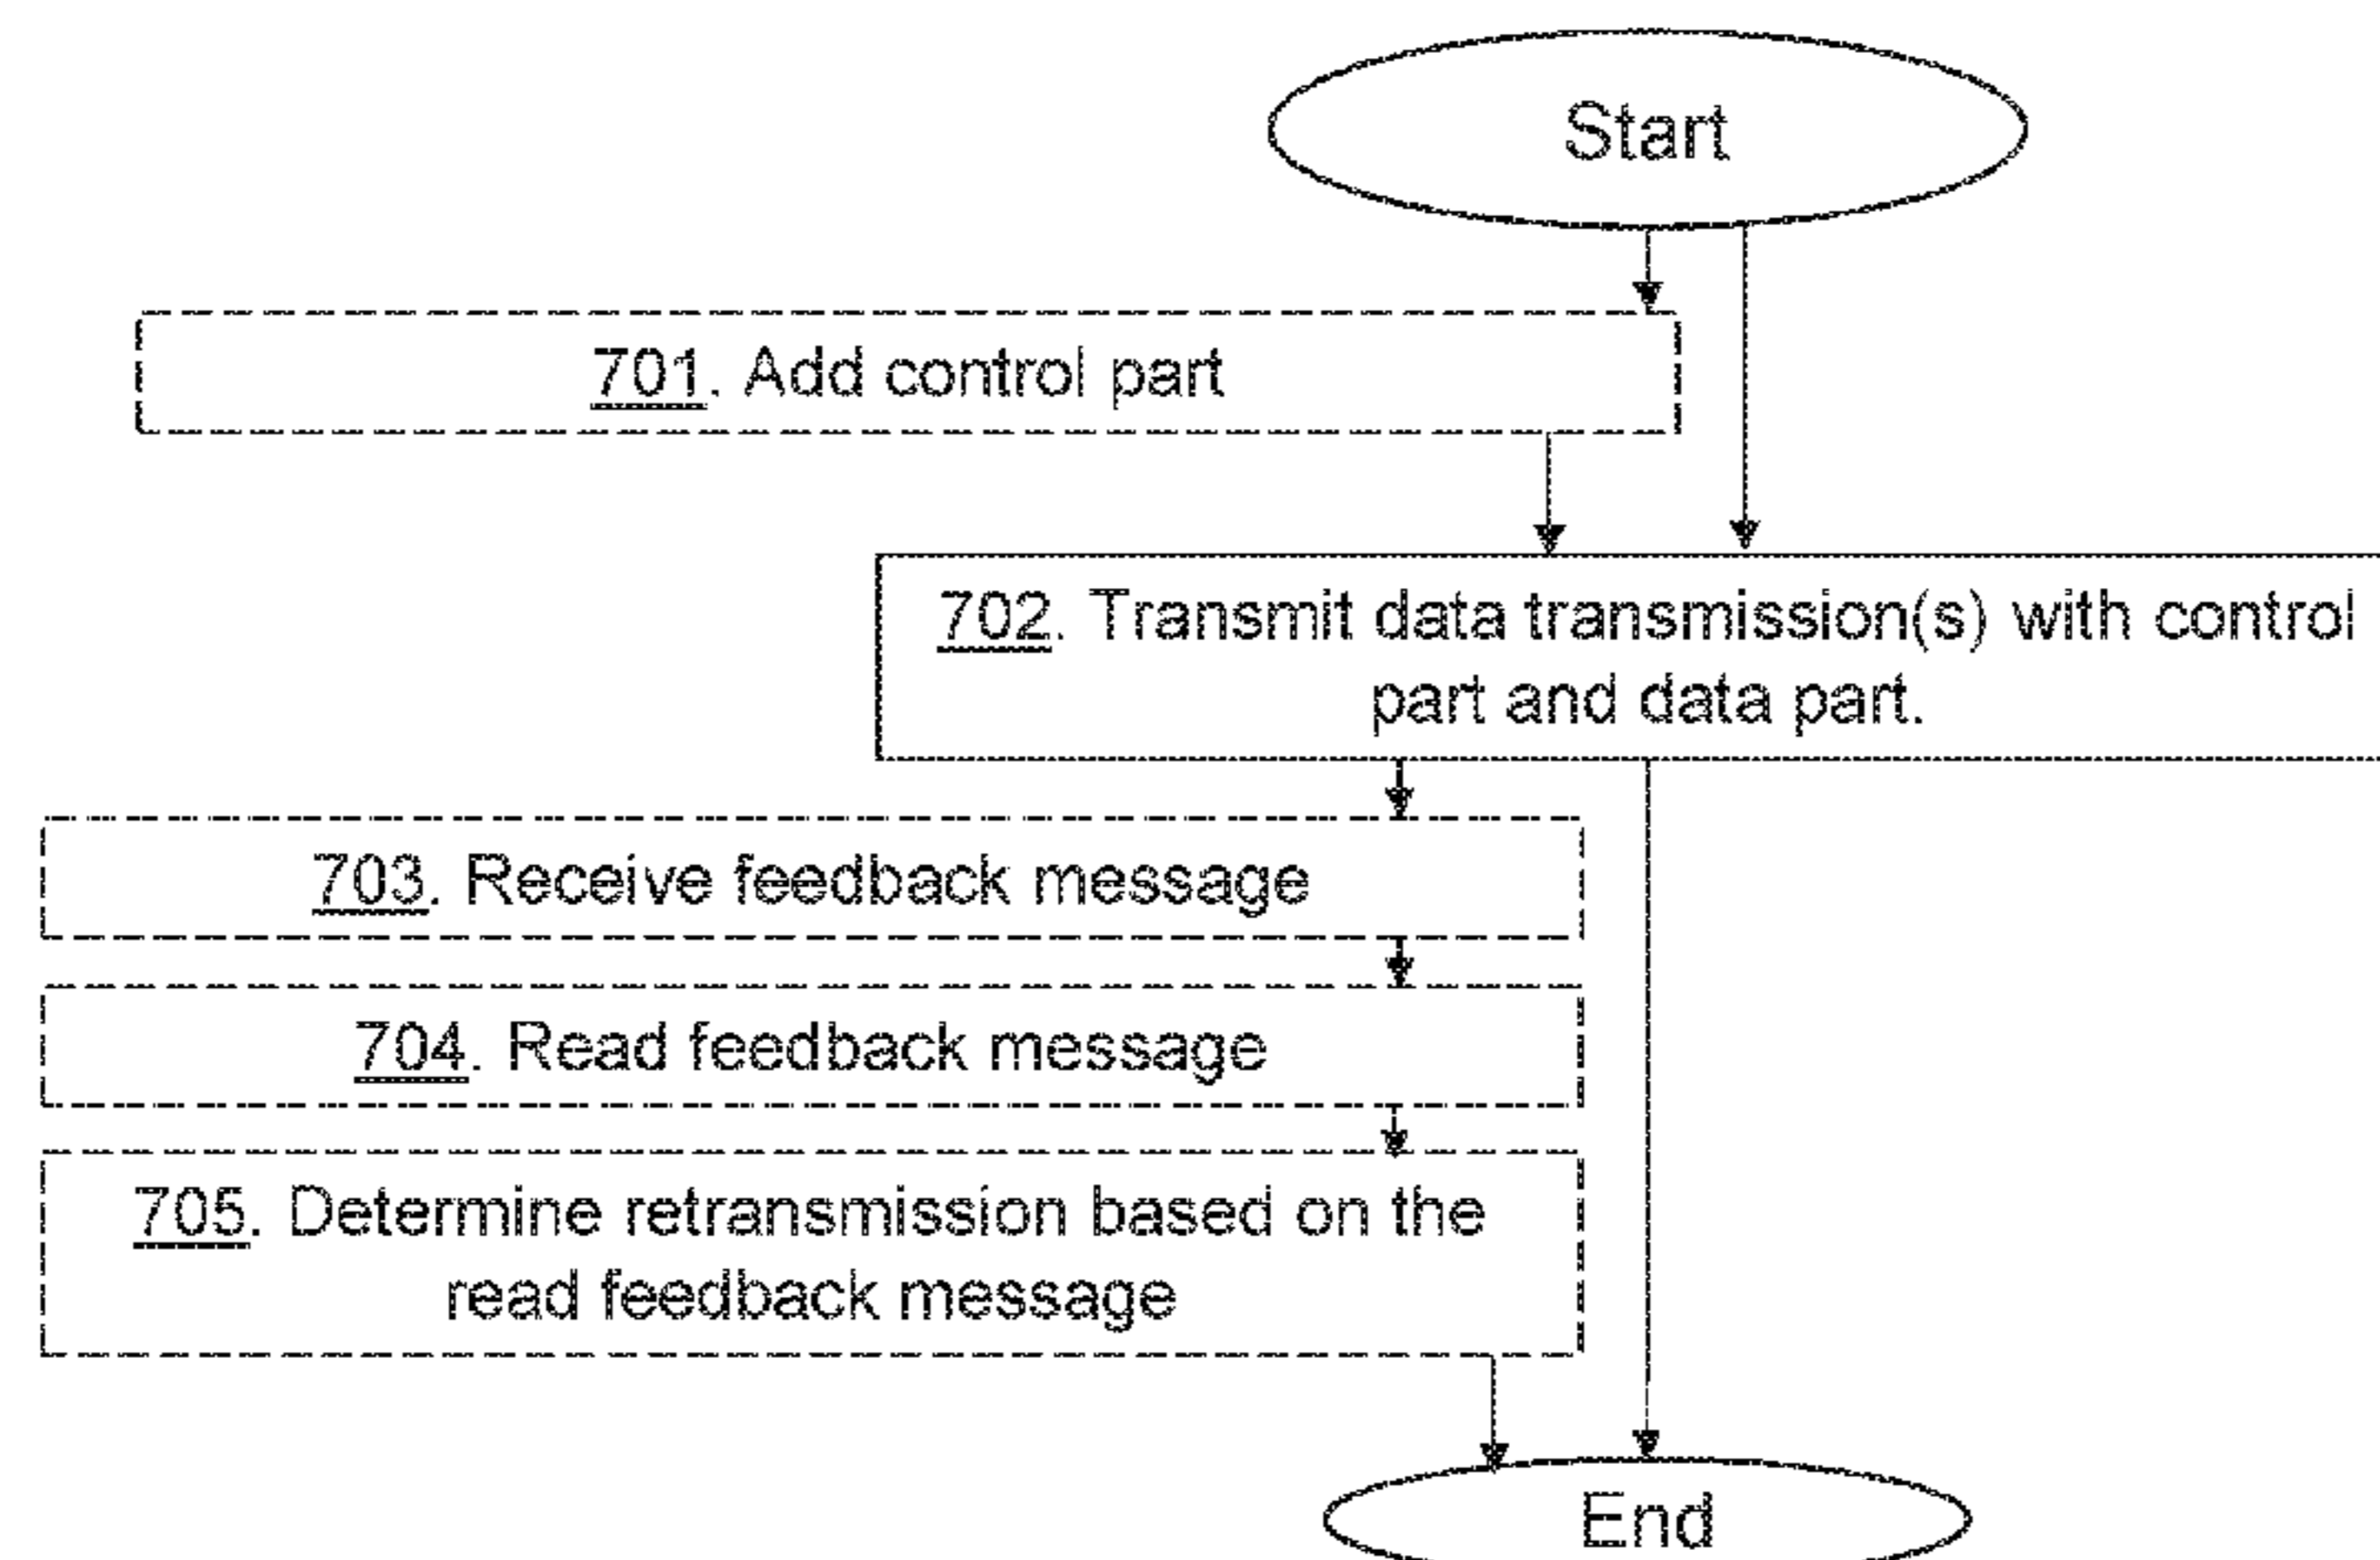 Start
701. Add control part
702. Transmit data transmission(s) with control
part and data part.
703. Receive feedback message
704. Read feedback message
705. Determine retransmission based on the
read feedback message
End